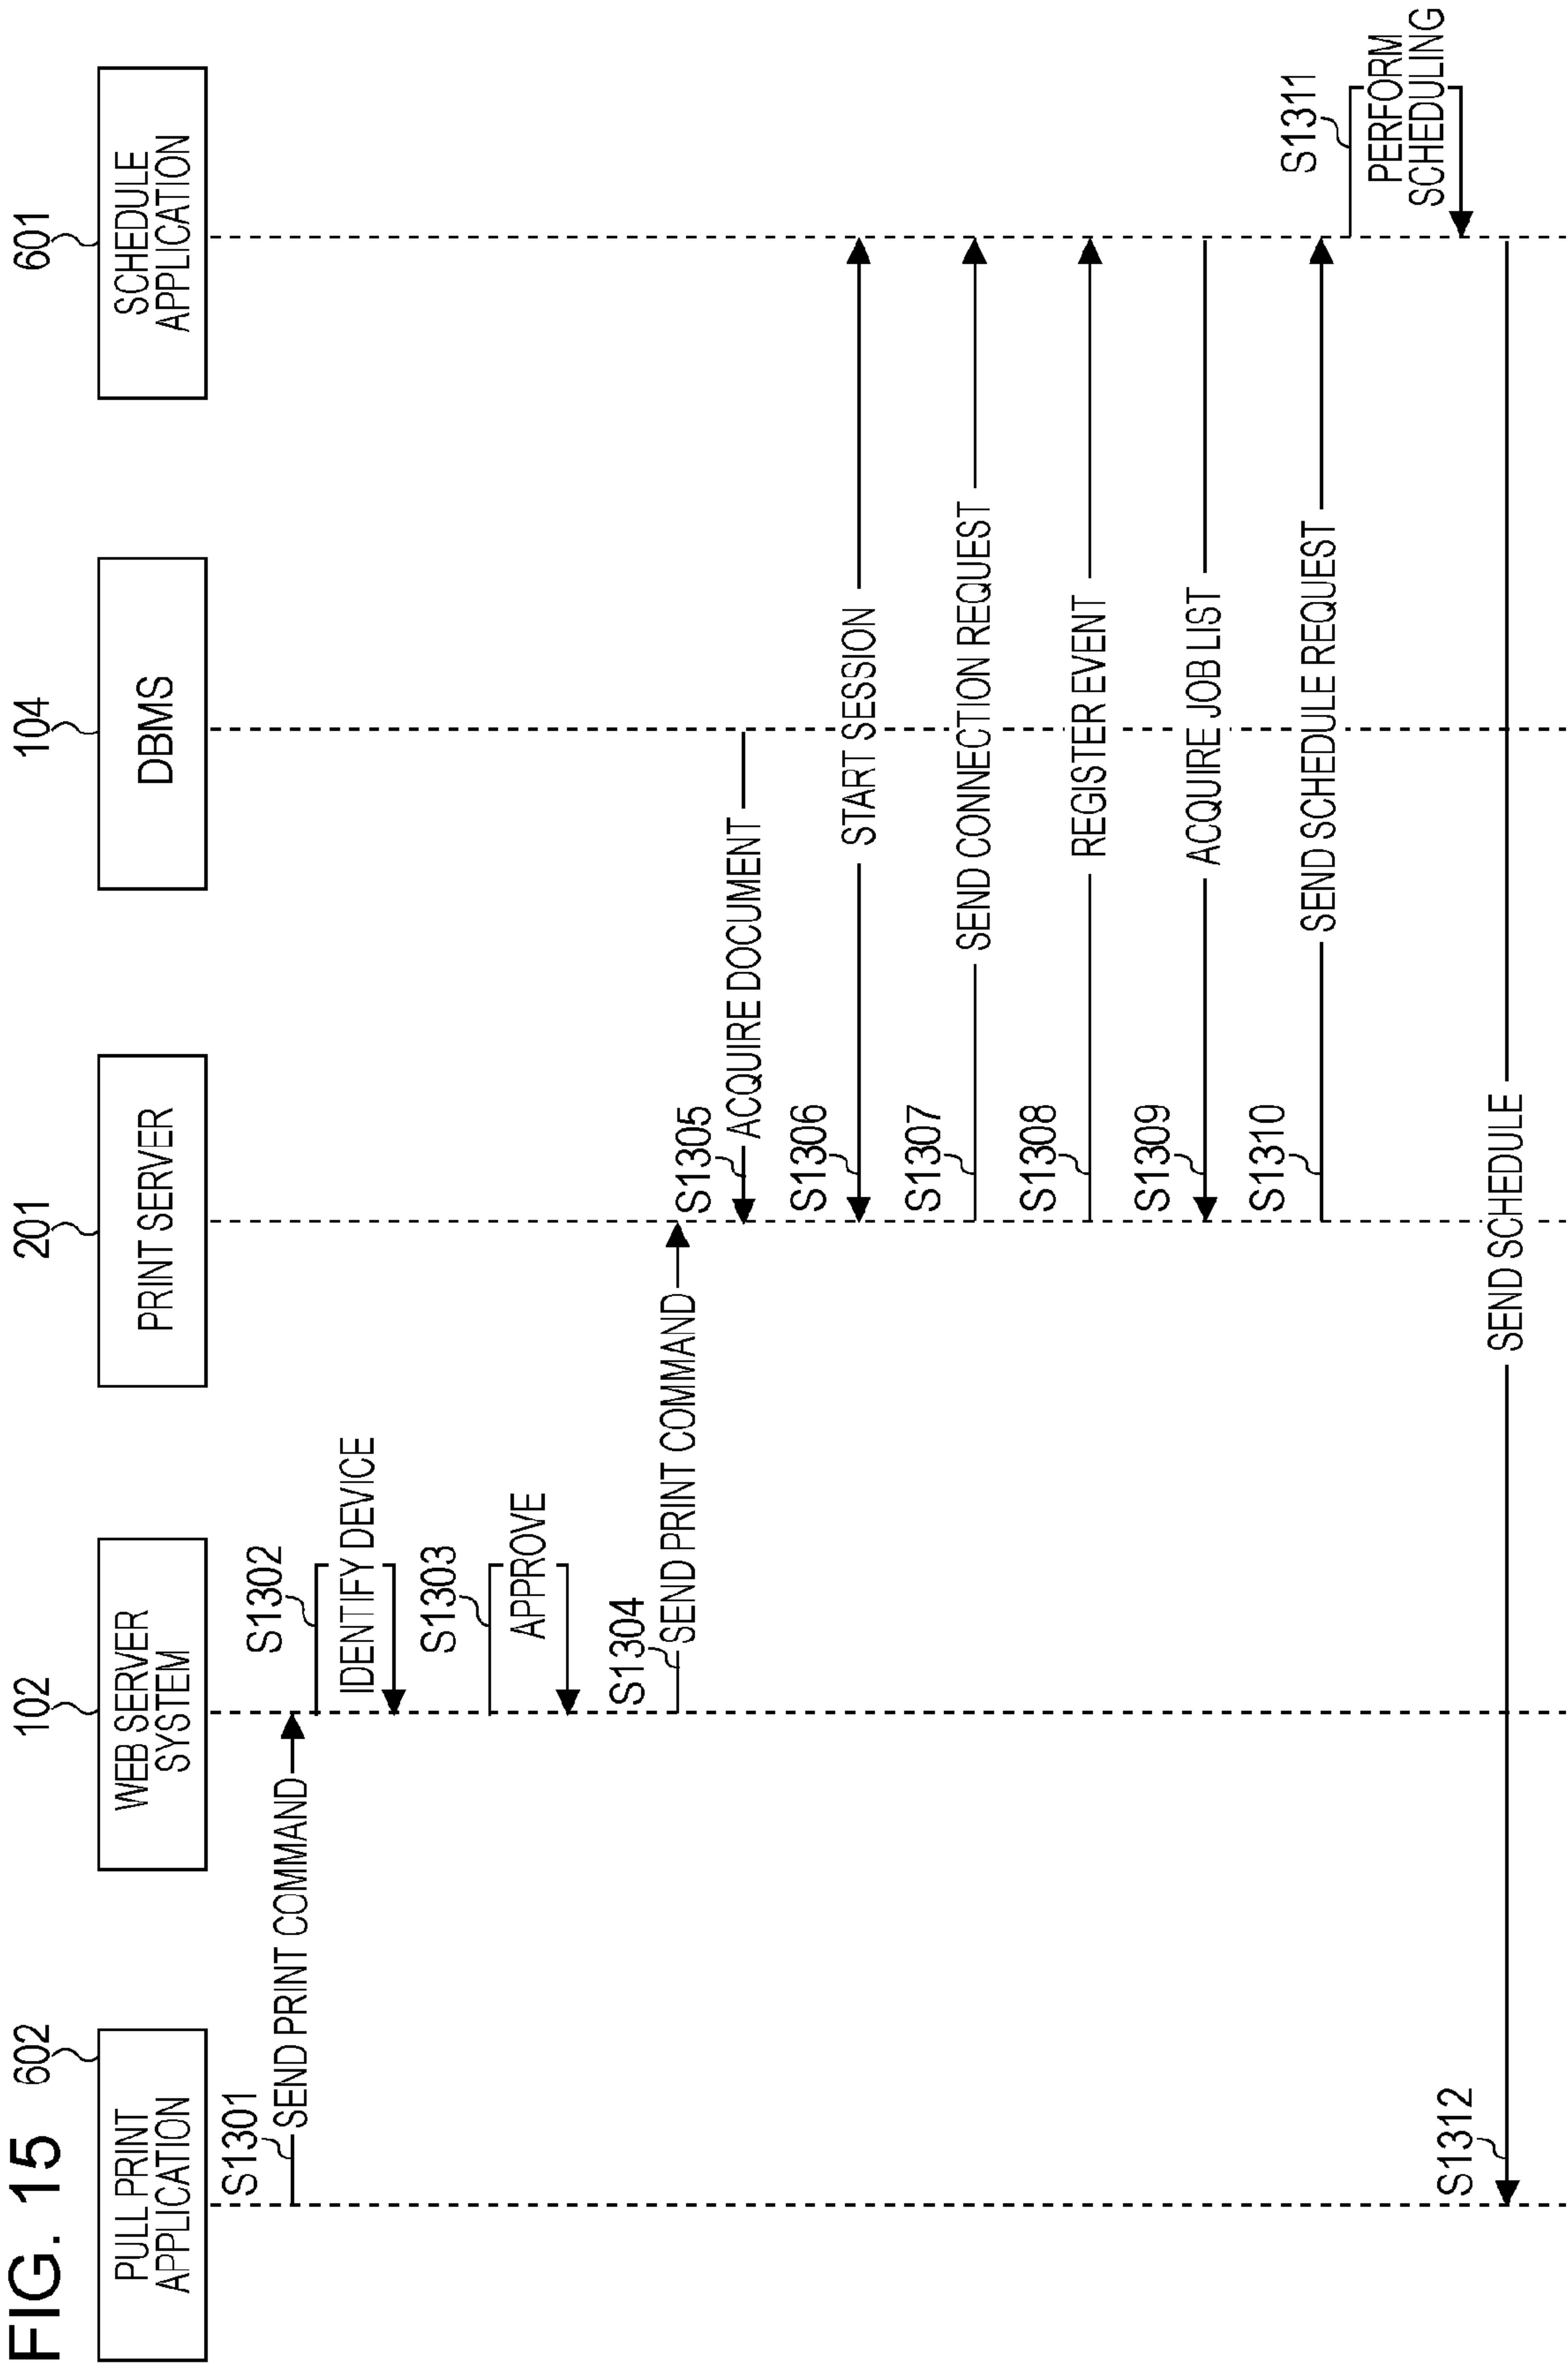 FIG. 15
602
PULL PRINT
APPLICATION
102
WEB SERVER
SYSTEM
201
PRINT SERVER
104
DBMS
601
SCHEDULE
APPLICATION
S1301
SEND PRINT COMMAND
S1302
IDENTIFY DEVICE
S1303
APPROVE
S1304
SEND PRINT COMMAND
S1305
ACQUIRE DOCUMENT
S1306
START SESSION
S1307
SEND CONNECTION REQUEST
S1308
REGISTER EVENT
S1309
ACQUIRE JOB LIST
S1310
SEND SCHEDULE REQUEST
S1311
PERFORM
SCHEDULING
S1312
SEND SCHEDULE